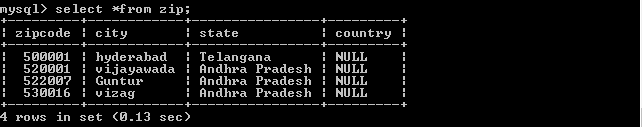 mysql> select *from zip;
+---------+------------+----------------+---------+
| zipcode | city       | state          | country |
+---------+------------+----------------+---------+
|  500001 | hyderabad  | Telangana      | NULL    |
|  520001 | vijayawada | Andhra Pradesh | NULL    |
|  522007 | Guntur     | Andhra Pradesh | NULL    |
|  530016 | vizag      | Andhra Pradesh | NULL    |
+---------+------------+----------------+---------+
4 rows in set (0.13 sec)